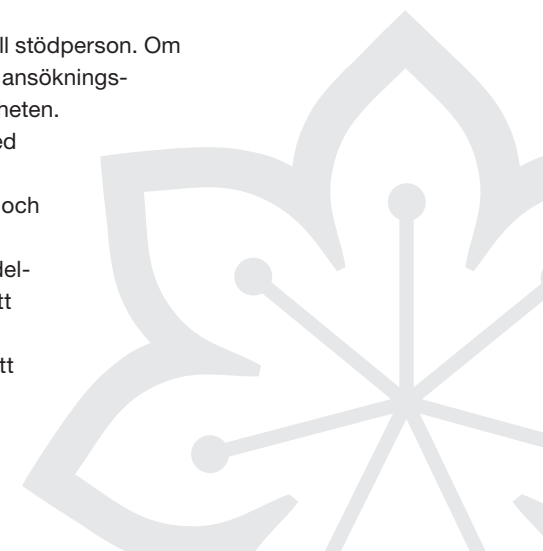 ll stödperson. Om
ansöknings-
heten.
ed
och
del-
tt
tt